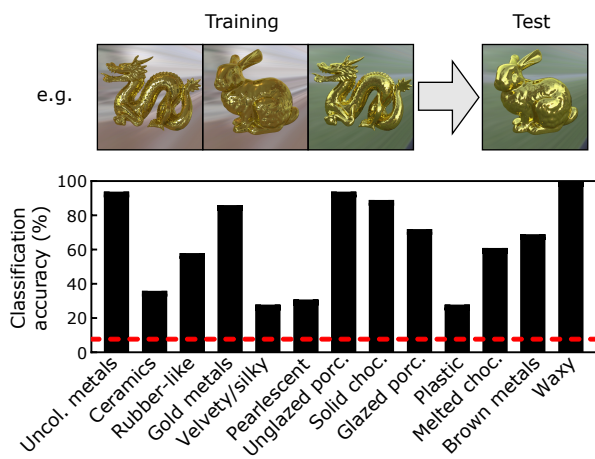 Training
Test
e.g.
Classification
accuracy (%)
100
80
60
40
20
0
Uncol. metals
Ceramics
Rubber-like
Gold metals
Velvety/silky
Pearlescent
Unglazed porc.
Solid choc.
Glazed porc.
Plastic
Melted choc.
Brown metals
Waxy